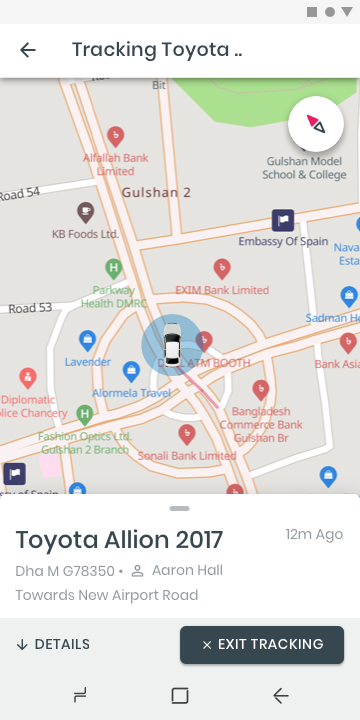 Tracking Toyota ..
Bit
Alfallah Bank
Limited
Gulshan Model
School & College
Road 54
Gulshan 2
KB Foods Ltd.
Embassy Of Spain
Nava
Esta
Parkway
Health DMRC
EXIM Bank Limited
Road 53
Sadman He
Lavender
ATM BOOTH
Bank Asia
Diplomatic
olice Chancery
Alormela Travel
Bangladesh
Commerce Bank
Gulshan Br
Fashion Optics Ltd.
Gulshan 2 Branch
Sonali Bank Limited
sy of Spain
Toyota Allion 2017
12m Ago
Dha M G78350 • Aaron Hall
Towards New Airport Road
DETAILS
EXIT TRACKING